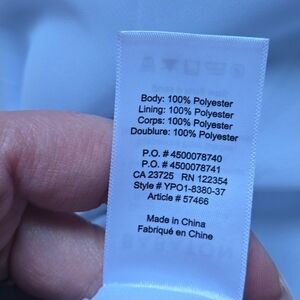 Body: 100% Polyester
Lining: 100% Polyester
Corps: 100% Polyester
Doublure: 100% Polyester
P.O. # 4500078740
P.O. # 4500078741
CA 23725 RN 122354
Style # YPO1-8380-37
Article # 57466
Made in China
Fabriqué en Chine